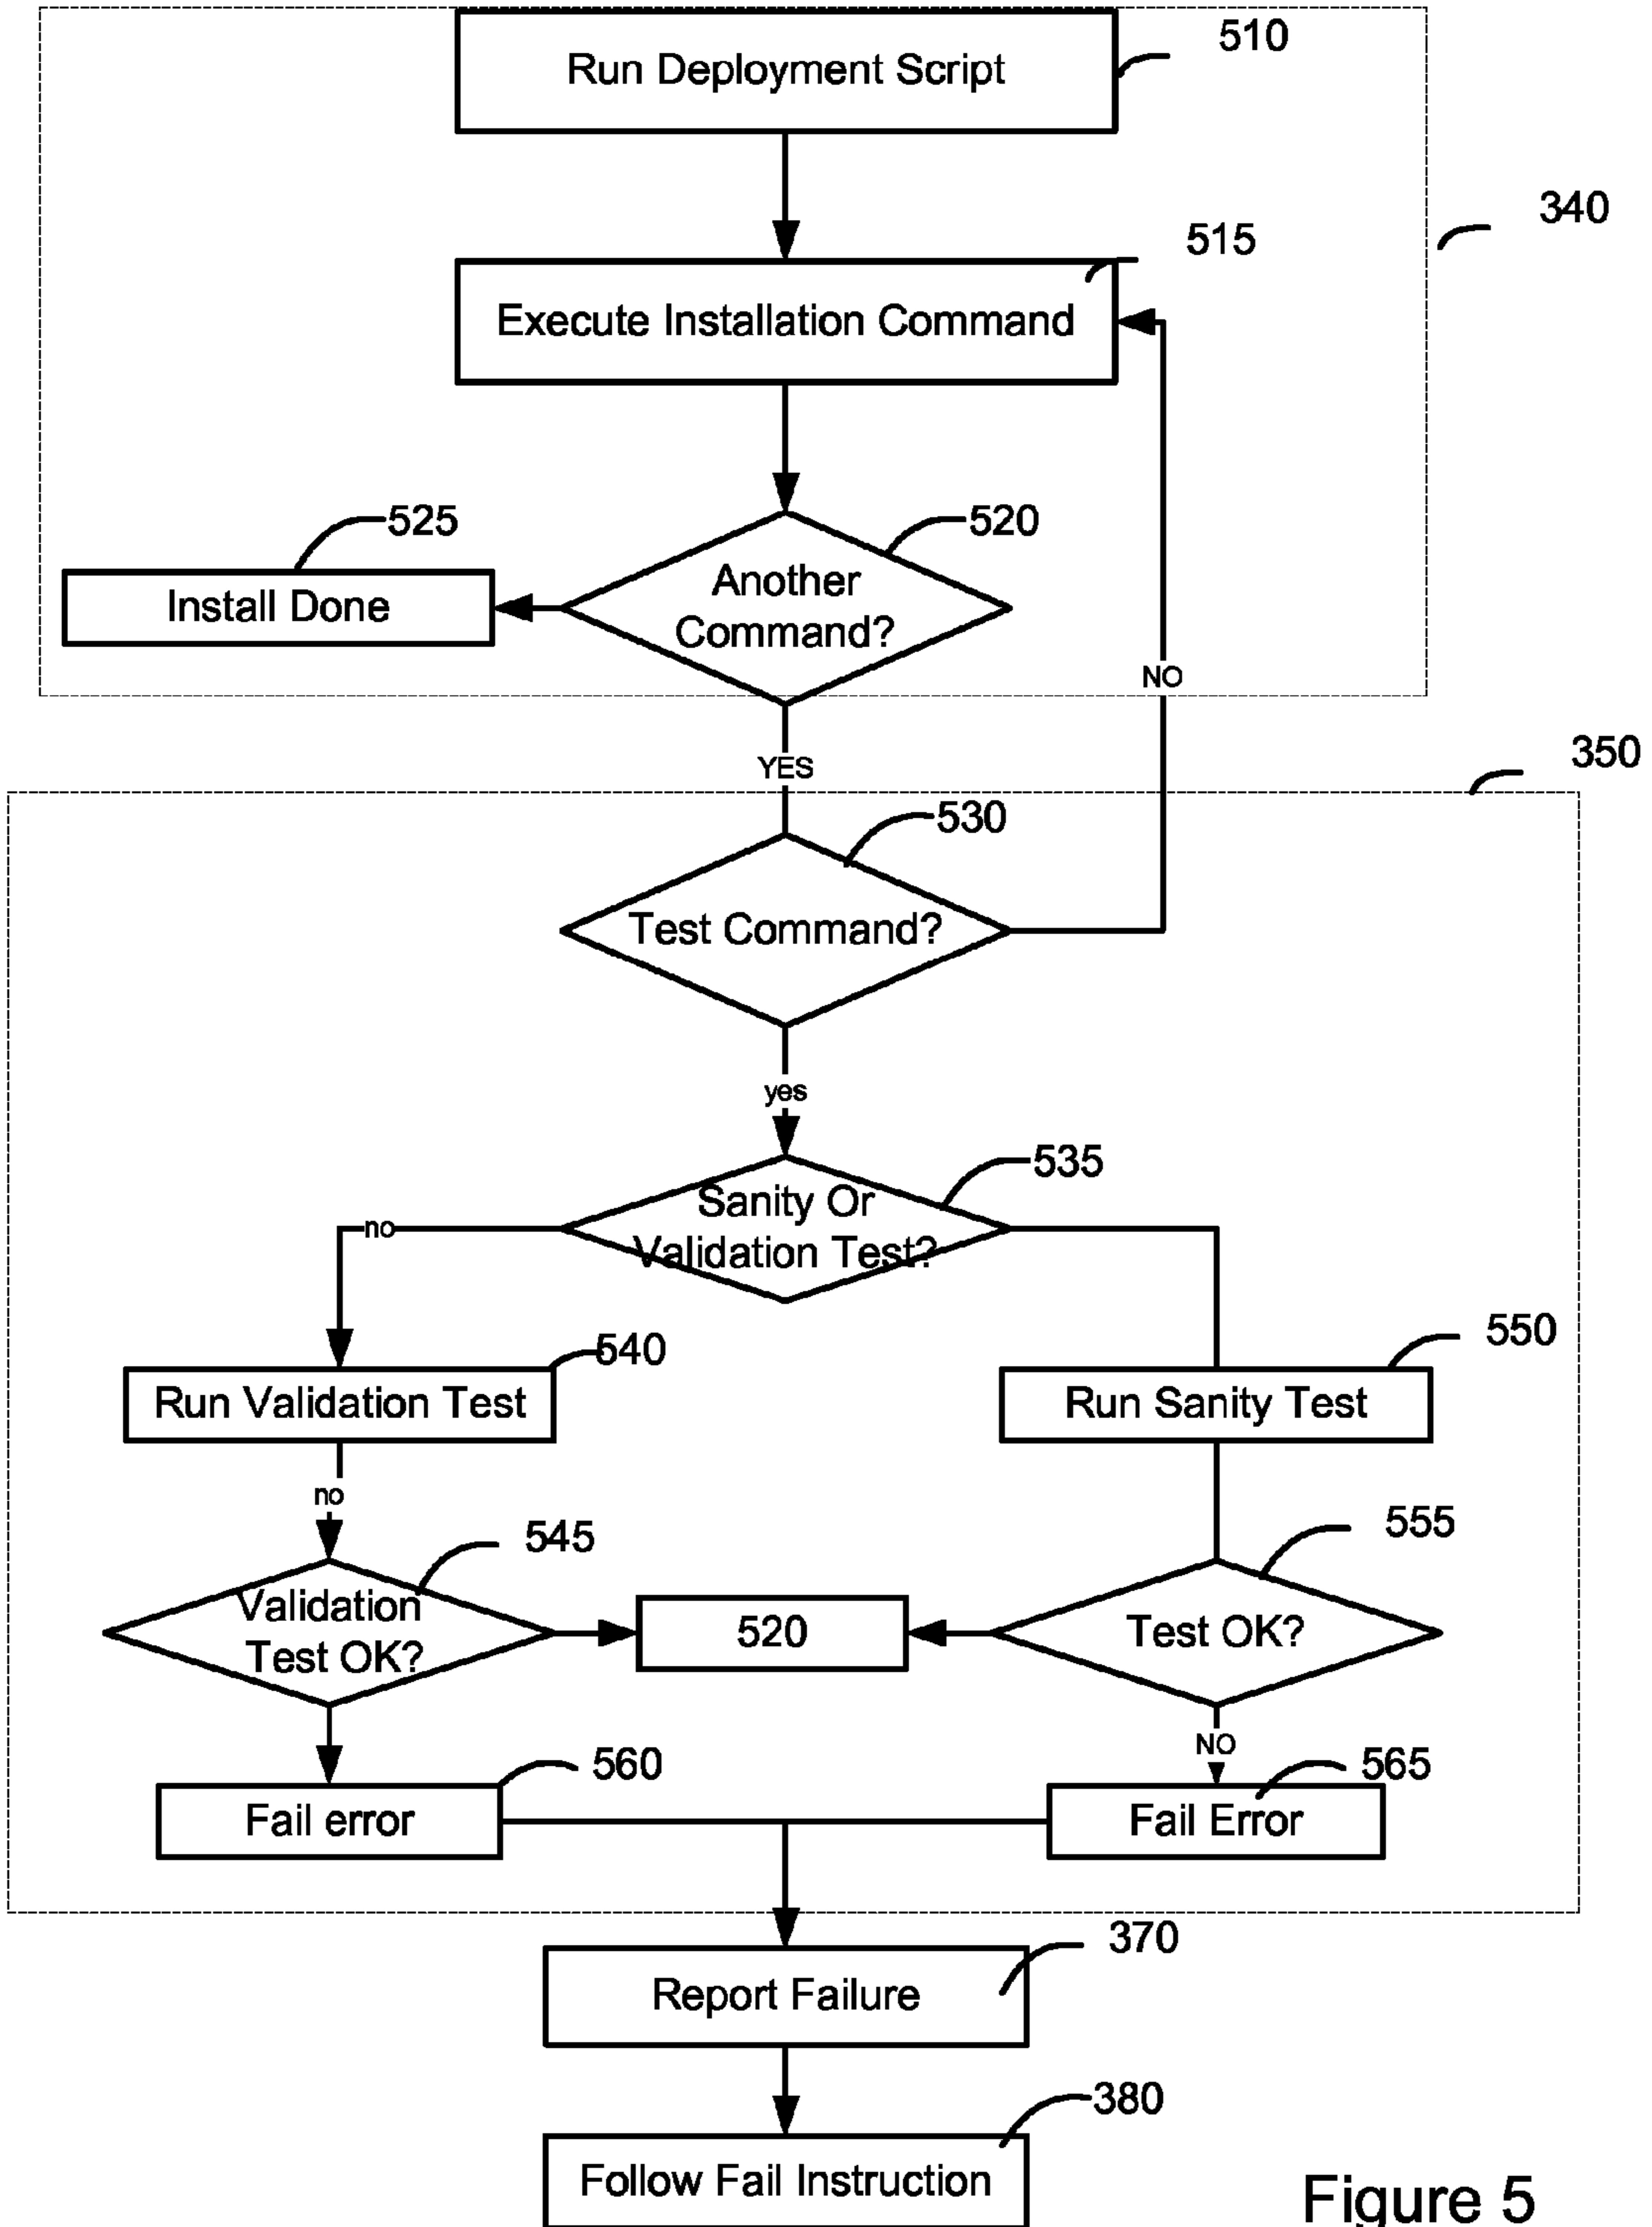 510
Run Deployment Script
340
515
Execute Installation Command
525
520
Another
Command?
Install Done
NO
350
YES
530
Test Command?
yes
535
Sanity Or
Validation Test?
no
540
550
Run Validation Test
Run Sanity Test
no
545
555
Validation
Test OK?
520
Test OK?
NO
560
565
Fail error
Fail Error
370
Report Failure
380
Follow Fail Instruction
Figure 5